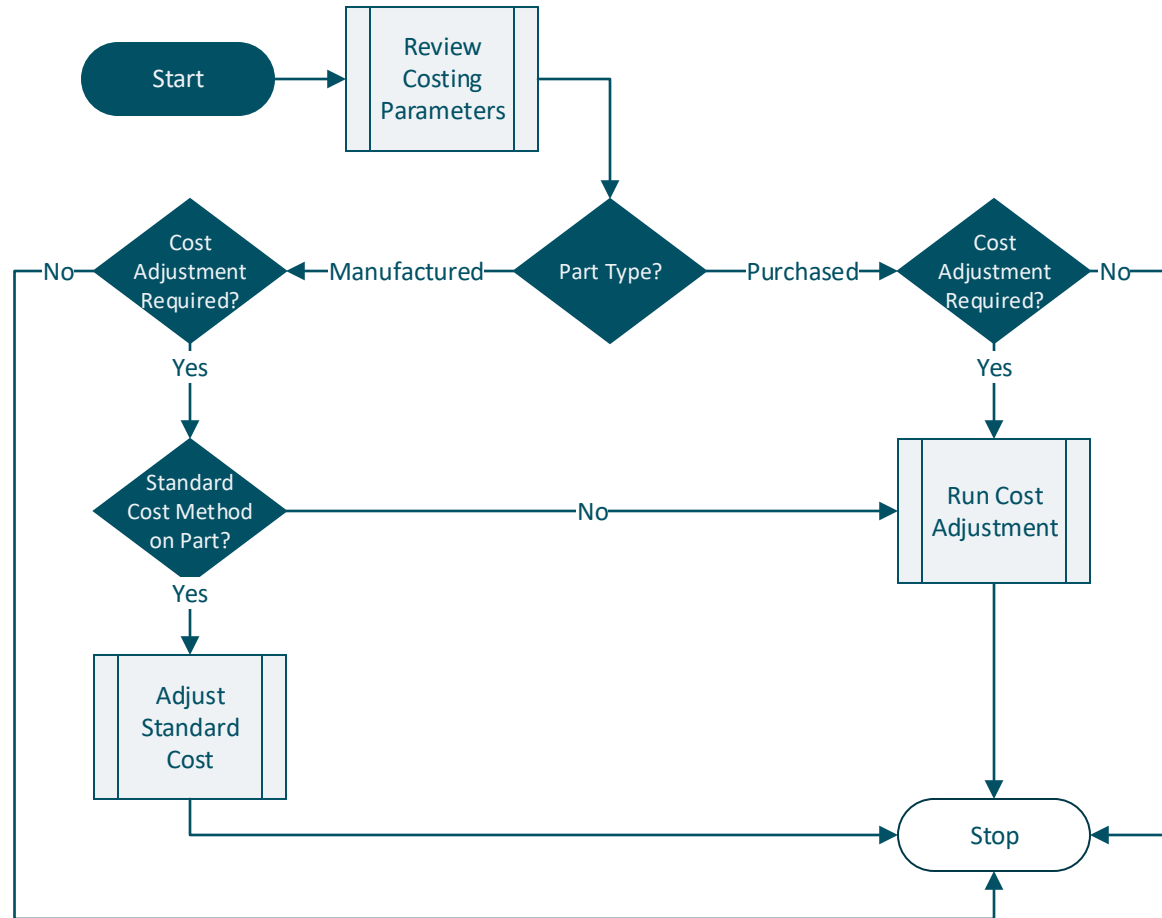 Start
Review
Costing
Parameters
Cost
Adjustment
Required?
No
Manufactured
Part Type?
Purchased
Cost
Adjustment
Required?
No
Yes
Yes
Standard
Cost Method
on Part?
No
Run Cost
Adjustment
Yes
Adjust
Standard
Cost
Stop